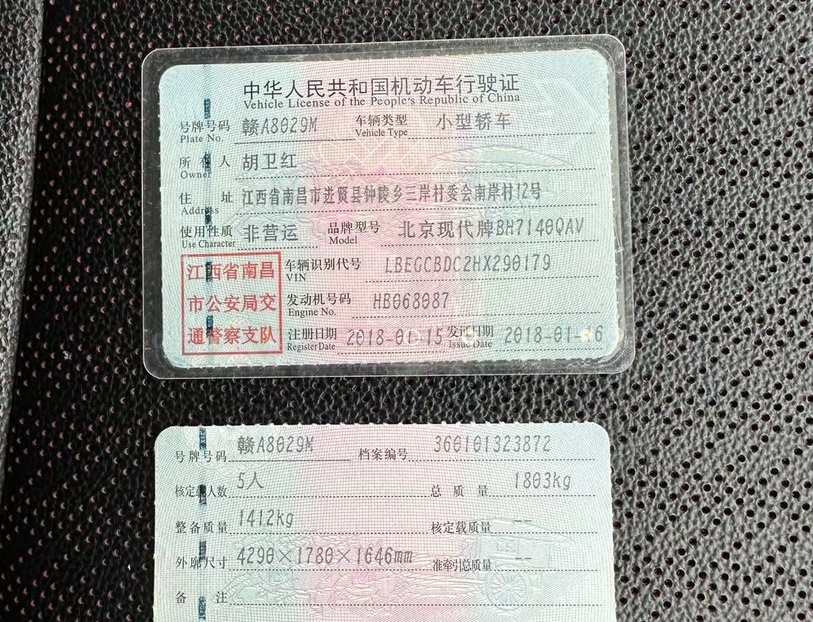 中华人民共和国机动车行驶证
Vehicle License of the People's Republic of China
号牌号码 赣A8029M 车辆类型 小型轿车
Plate No. Vehicle Type
所有人 胡卫红
Owner
住址 江西省南昌市进贤县钟陵乡三岸村委会南岸村12号
Address
使用性质 非营运 品牌型号 北京现代牌BH7140QAV
Use Character Model
江西省南昌 车辆识别代号 LBEGCBDC2HX290179
VIN
市公安局交 发动机号码 HB068087
Engine No.
通警察支队 注册日期 2018-01-15 发证日期 2018-01-16
Register Date Issue Date
号牌号码 赣A8029M 档案编号 360101323872
核定载人数 5人 总质量 1803kg
整备质量 1412kg 核定载质量 --
外廓尺寸 4290×1780×1646mm 准牵引总质量 --
备注